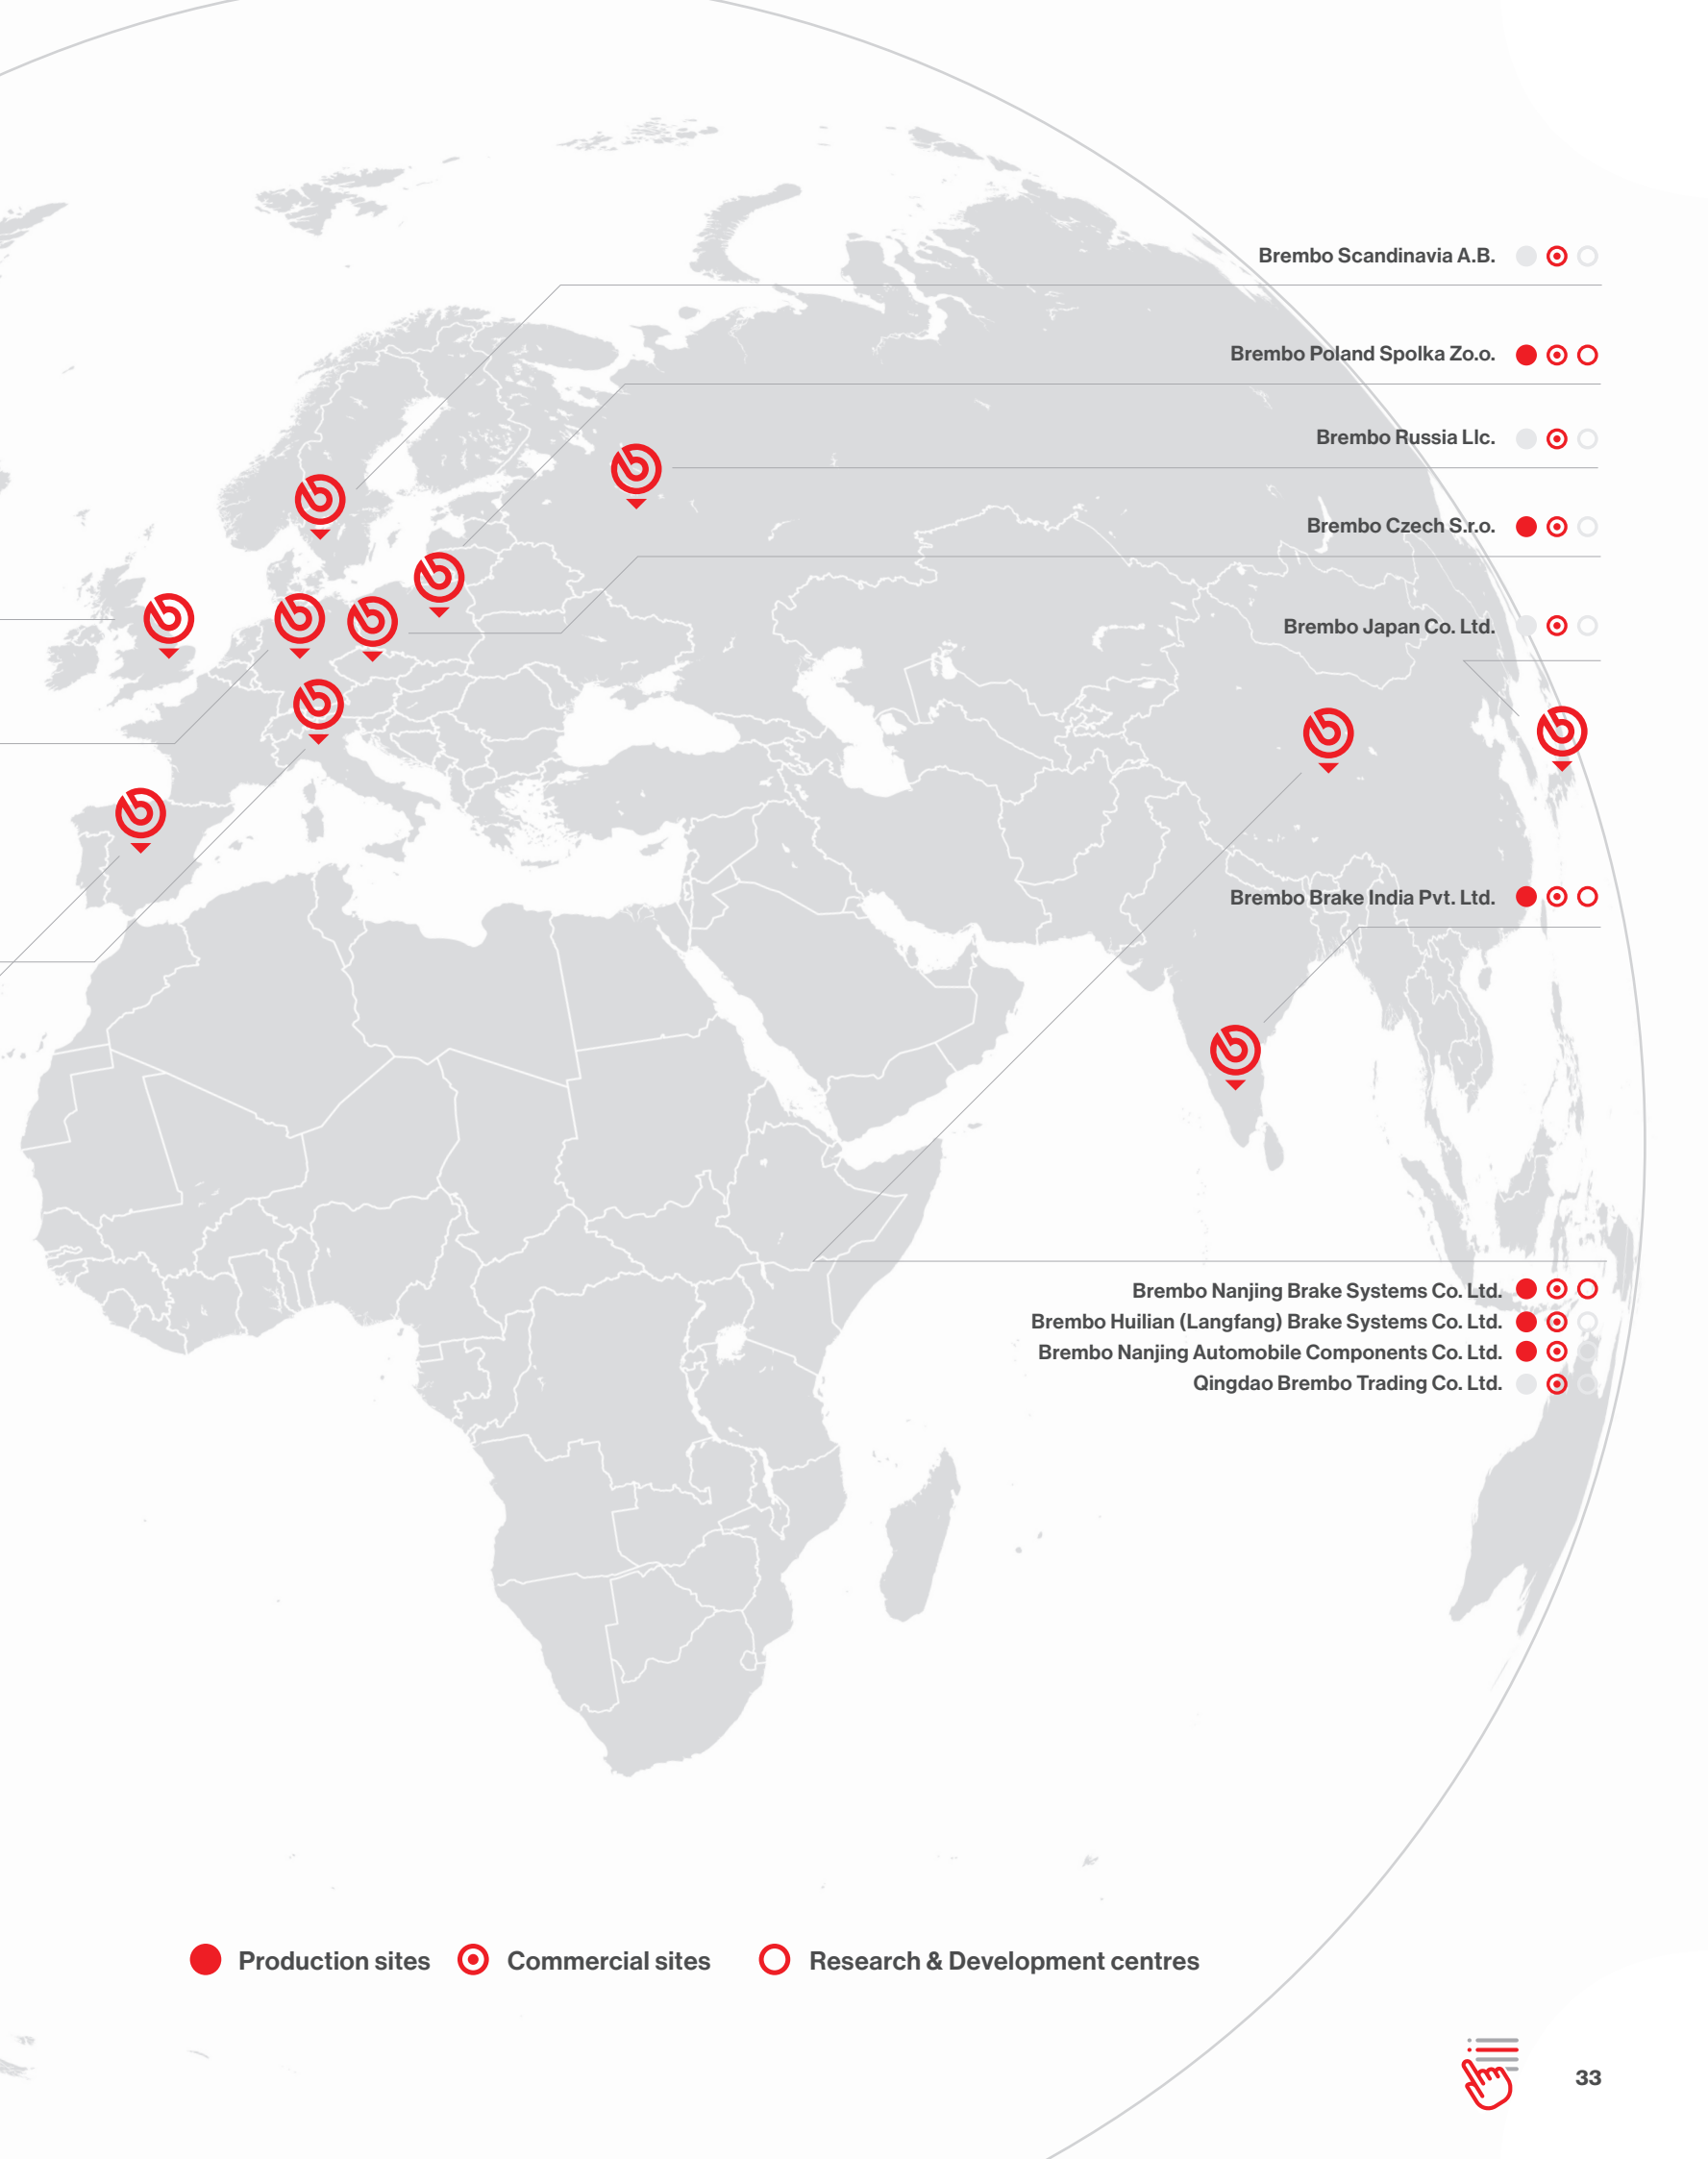 Brembo Scandinavia A.B.
Brembo Poland Spolka Zo.o.
Brembo Russia Llc.
Brembo Czech S.r.o.
Brembo Japan Co. Ltd.
Brembo Brake India Pvt. Ltd.
Brembo Nanjing Brake Systems Co. Ltd.
Brembo Huilian (Langfang) Brake Systems Co. Ltd.
Brembo Nanjing Automobile Components Co. Ltd.
Qingdao Brembo Trading Co. Ltd.
Production sites Commercial sites Research & Development centres
33